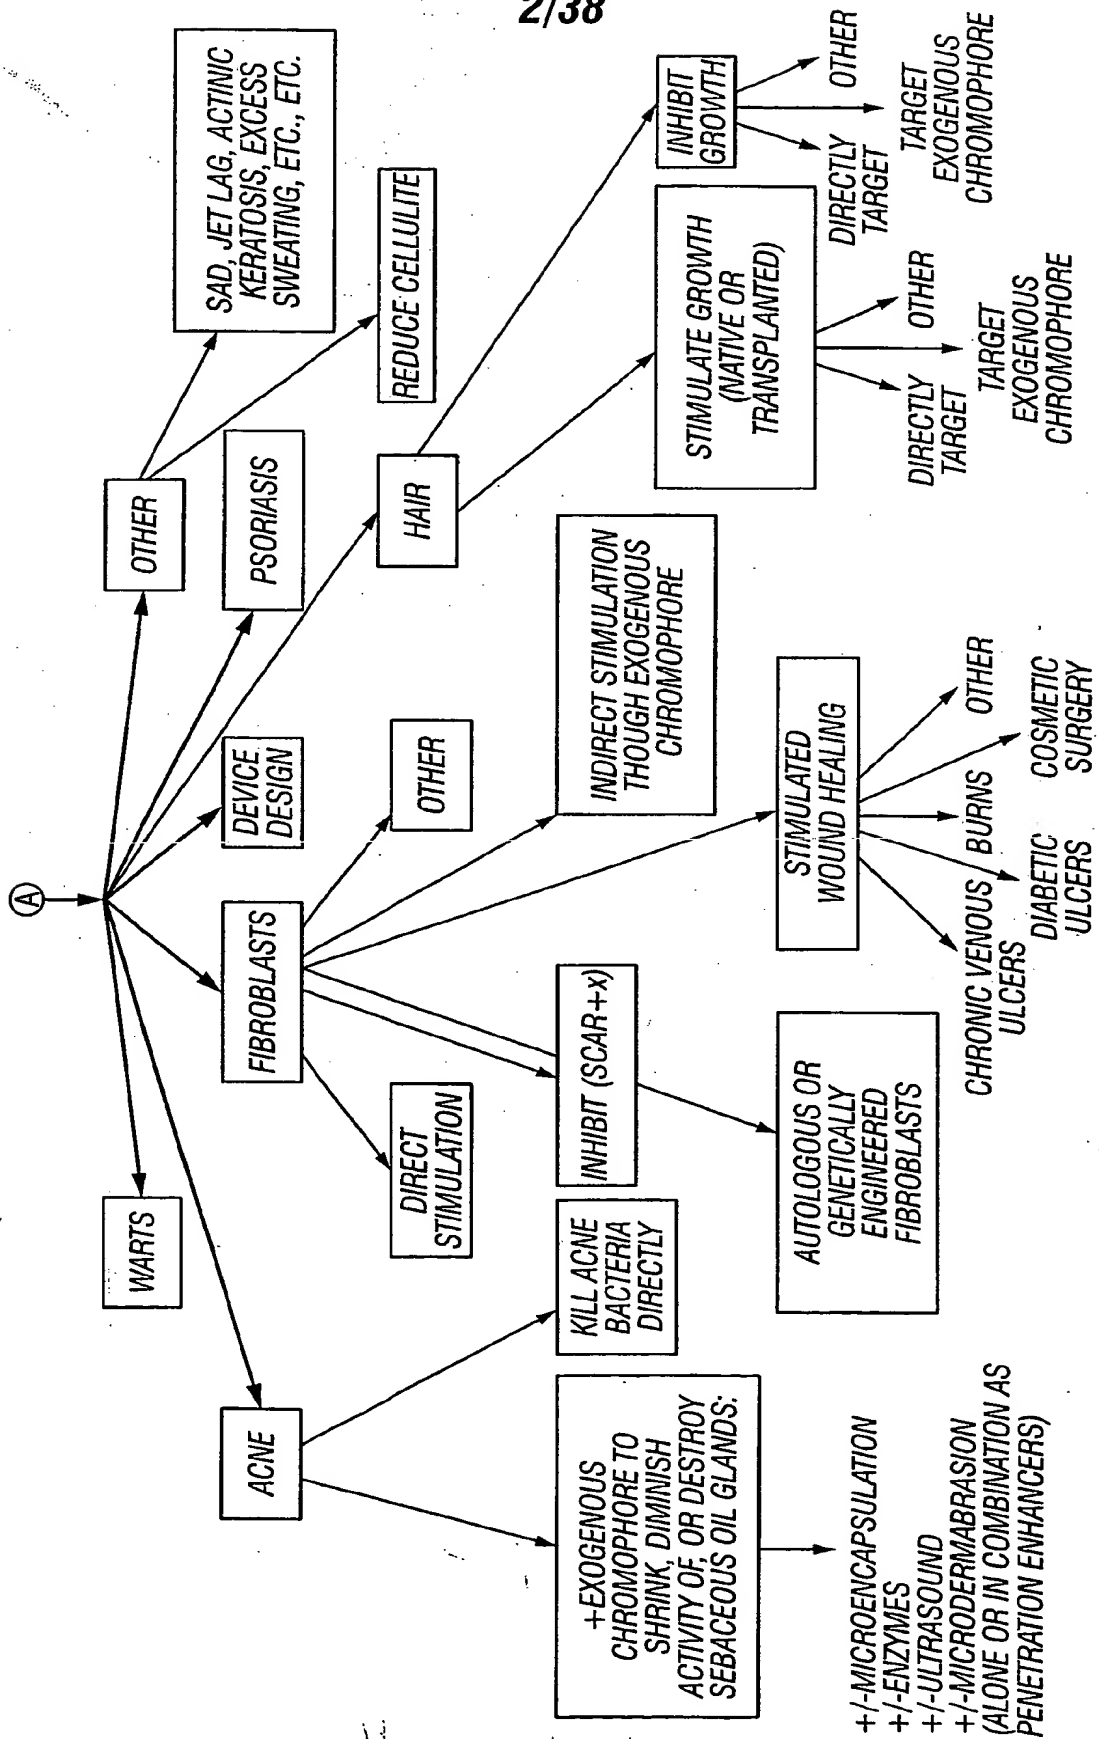 2/38
A
WARTS
OTHER
SAD, JET LAG, ACTINIC
KERATOSIS, EXCESS
SWEATING, ETC., ETC.
ACNE
FIBROBLASTS
DEVICE
DESIGN
PSORIASIS
REDUCE CELLULITE
DIRECT
STIMULATION
OTHER
HAIR
+EXOGENOUS
CHROMOPHORE TO
SHRINK, DIMINISH
ACTIVITY OF, OR DESTROY
SEBACEOUS OIL GLANDS:
KILL ACNE
BACTERIA
DIRECTLY
INHIBIT (SCAR+x)
INDIRECT STIMULATION
THOUGH EXOGENOUS
CHROMOPHORE
STIMULATE GROWTH
(NATIVE OR
TRANSPLANTED)
INHIBIT
GROWTH
AUTOLOGOUS OR
GENETICALLY
ENGINEERED
FIBROBLASTS
STIMULATED
WOUND HEALING
DIRECTLY
TARGET
OTHER
TARGET
EXOGENOUS
CHROMOPHORE
DIRECTLY
TARGET
OTHER
TARGET
EXOGENOUS
CHROMOPHORE
+/-MICROENCAPSULATION
+/-ENZYMES
+/-ULTRASOUND
+/-MICRODERMABRASION
(ALONE OR IN COMBINATION AS
PENETRATION ENHANCERS)
CHRONIC VENOUS
ULCERS
BURNS
OTHER
DIABETIC
ULCERS
COSMETIC
SURGERY